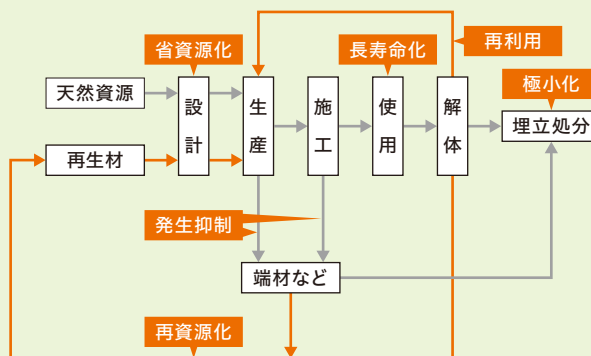 省資源化
長寿命化
再利用
極小化
天然資源
設計
生産
施工
使用
解体
埋立処分
再生材
発生抑制
端材など
再資源化